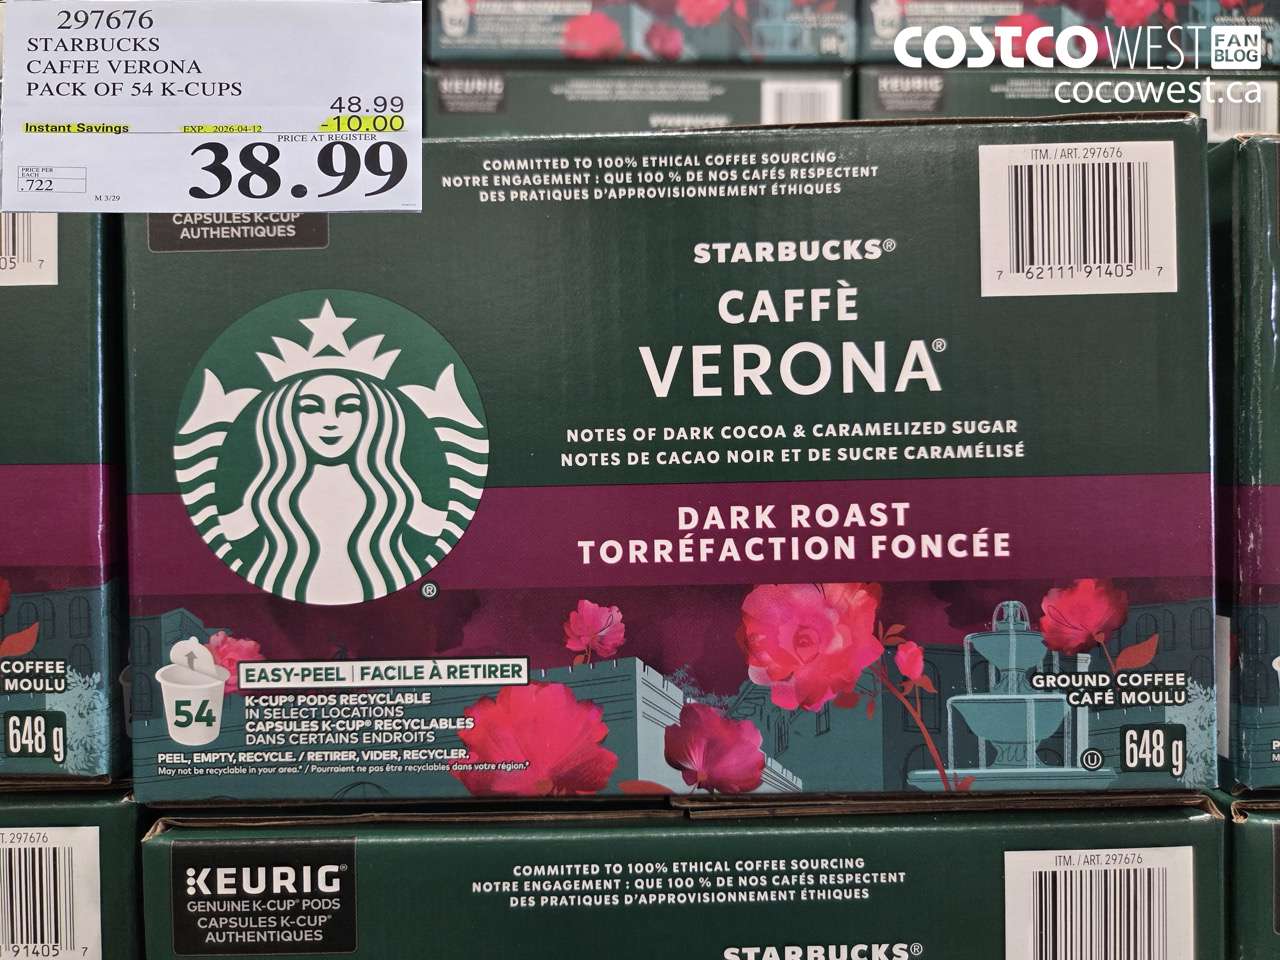 297676
STARBUCKS
CAFFE VERONA
PACK OF 54 K-CUPS
48.99
Instant Savings EXP. 2026-04-12 -10.00
PRICE AT REGISTER
38.99
PRICE PER
EACH
.722
M 3/29
COSTCO WEST FAN BLOG
cocowest.ca
KEURIG
KEURIG
CAPSULES K-CUP
AUTHENTIQUES
COMMITTED TO 100% ETHICAL COFFEE SOURCING
NOTRE ENGAGEMENT : QUE 100 % DE NOS CAFÉS RESPECTENT
DES PRATIQUES D'APPROVISIONNEMENT ÉTHIQUES
ITM. / ART. 297676
7 62111 91405 7
STARBUCKS®
CAFFÈ
VERONA®
NOTES OF DARK COCOA & CARAMELIZED SUGAR
NOTES DE CACAO NOIR ET DE SUCRE CARAMÉLISÉ
DARK ROAST
TORRÉFACTION FONCÉE
®
EASY-PEEL | FACILE À RETIRER
54
K-CUP® PODS RECYCLABLE
IN SELECT LOCATIONS
CAPSULES K-CUP® RECYCLABLES
DANS CERTAINS ENDROITS
PEEL, EMPTY, RECYCLE. / RETIRER, VIDER, RECYCLER.
May not be recyclable in your area.* / Pourraient ne pas être recyclables dans votre région.*
GROUND COFFEE
CAFÉ MOULU
U
648 g
05 7
COFFEE
MOULU
648 g
T. 297676
91405 7
KEURIG®
GENUINE K-CUP® PODS
CAPSULES K-CUP®
AUTHENTIQUES
COMMITTED TO 100% ETHICAL COFFEE SOURCING
NOTRE ENGAGEMENT : QUE 100 % DE NOS CAFÉS RESPECTENT
DES PRATIQUES D'APPROVISIONNEMENT ÉTHIQUES
ITM. / ART. 297676
STARBUCKS®